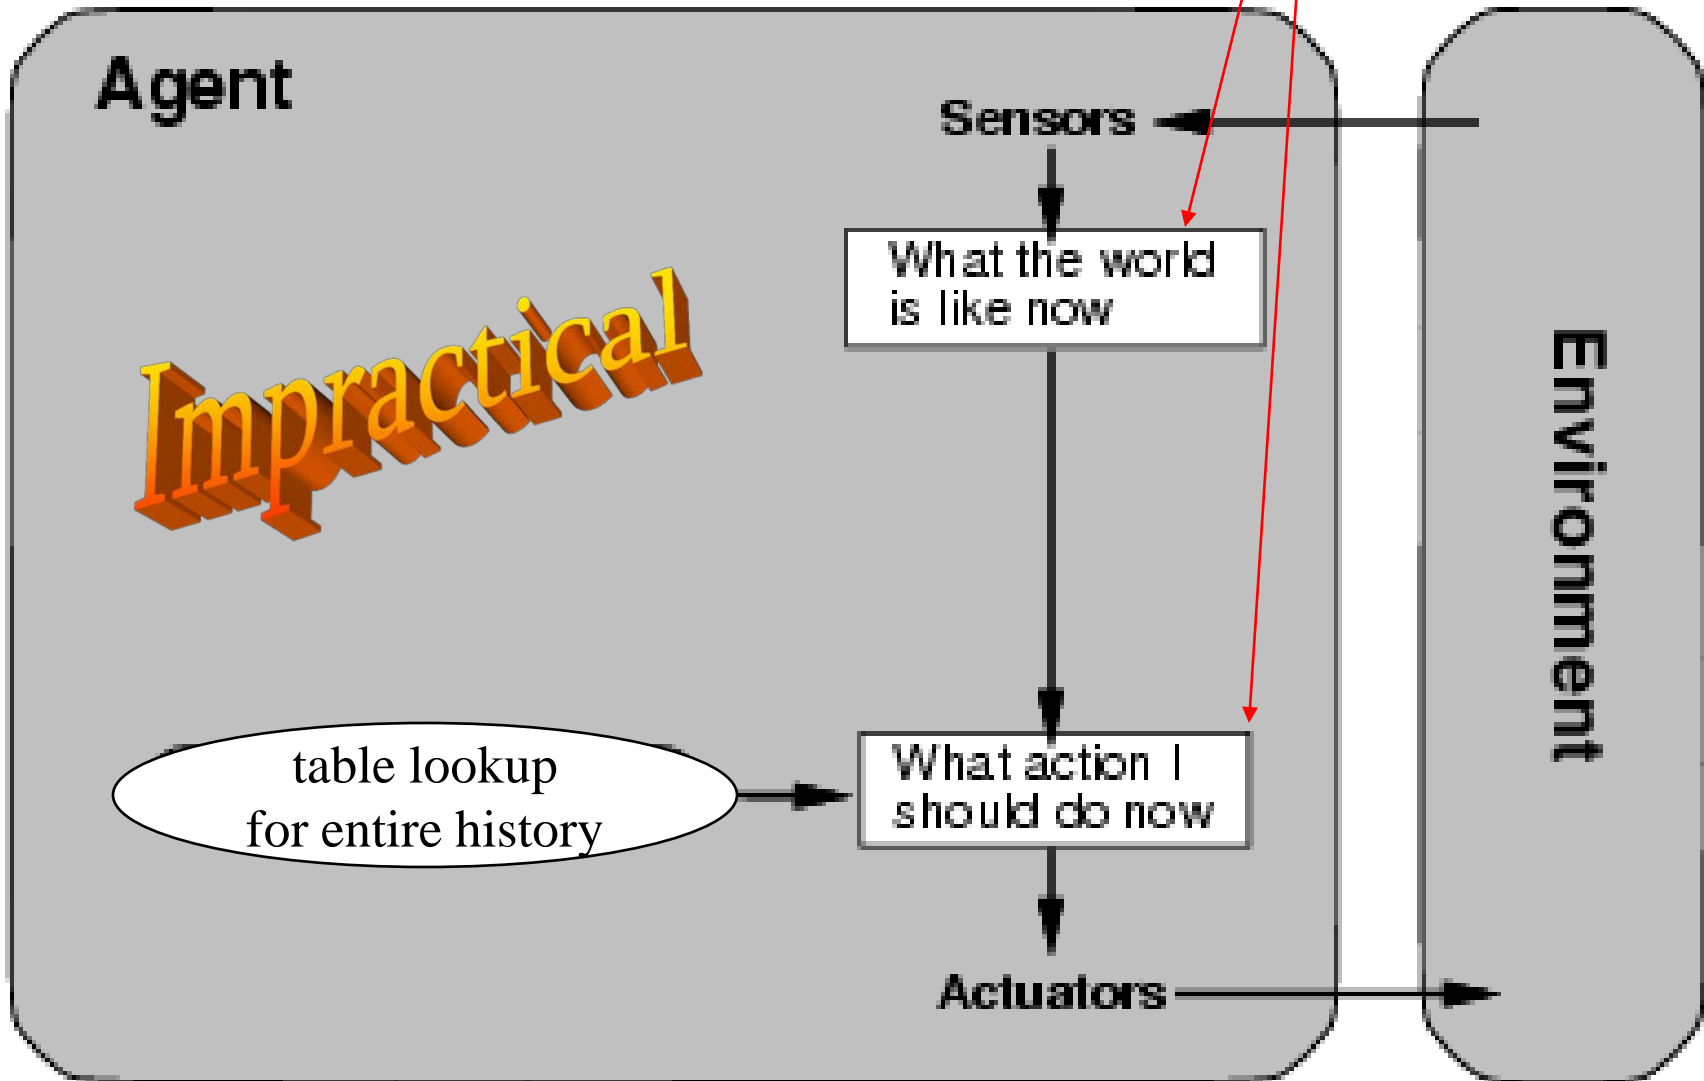 Agent
Sensors
What the world
is like now
Impractical
Environment
table lookup
for entire history
What action I
should do now
Actuators